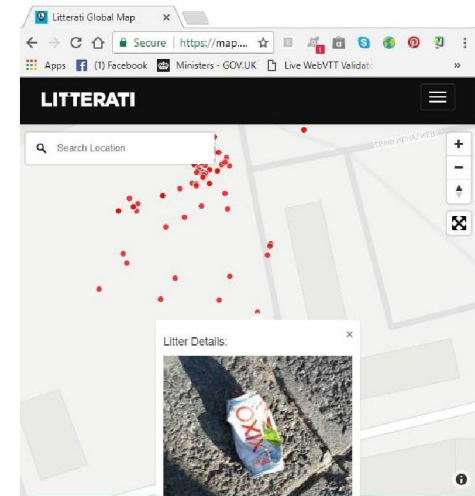 Litterati Global Map
Secure https://map....
Apps (1) Facebook Ministers - GOV.UK Live WebVTT Validat
LITTERATI
Search Location
Litter Details:
XIXO